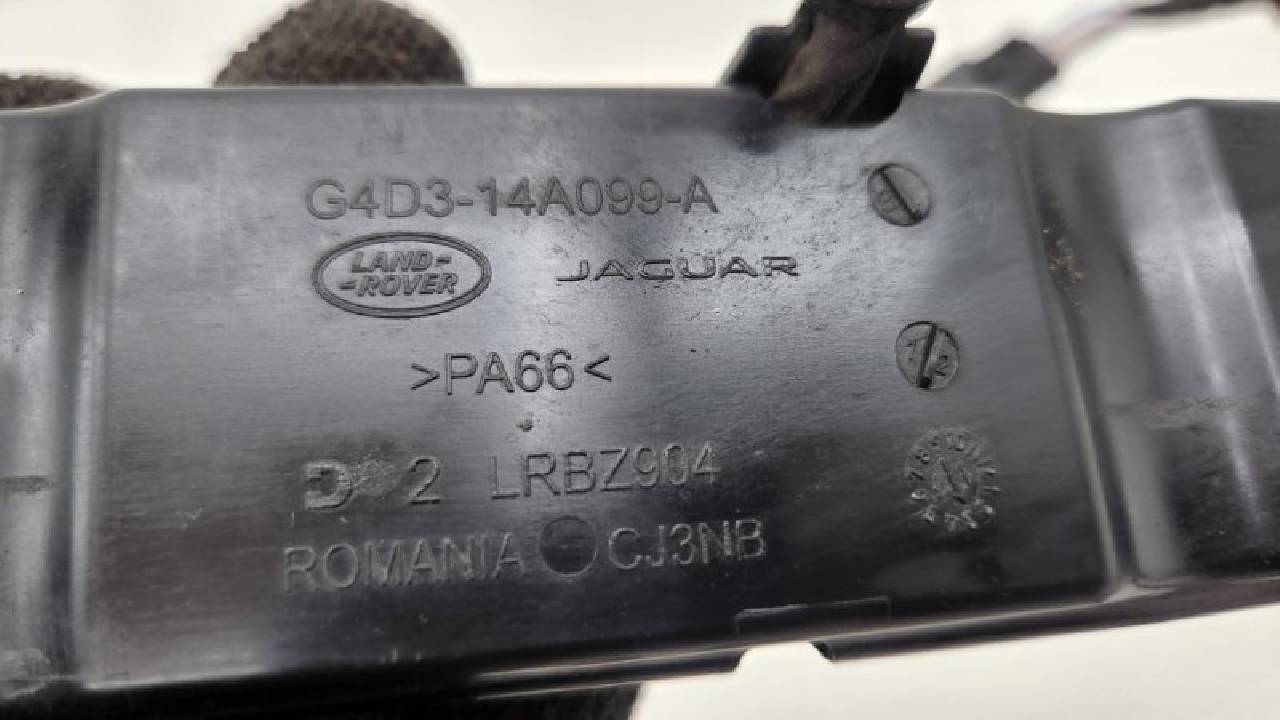 G4D3-14A099-A
LAND-
-ROVER
JAGUAR
>PA66<
D 2 LRBZ904
ROMANIA CJ3NB